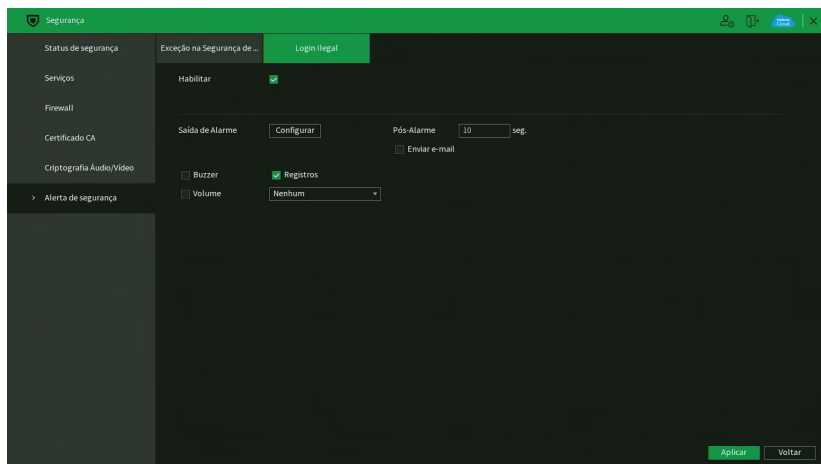 Segurança
Cloud
Status de segurança
Exceção na Segurança de ...
Login Ilegal
Serviços
Habilitar
Firewall
Certificado CA
Saída de Alarme
Configurar
Pós-Alarme
10
seg.
Enviar e-mail
Criptografia Áudio/Vídeo
Buzzer
Registros
Alerta de segurança
Volume
Nenhum
Aplicar
Voltar